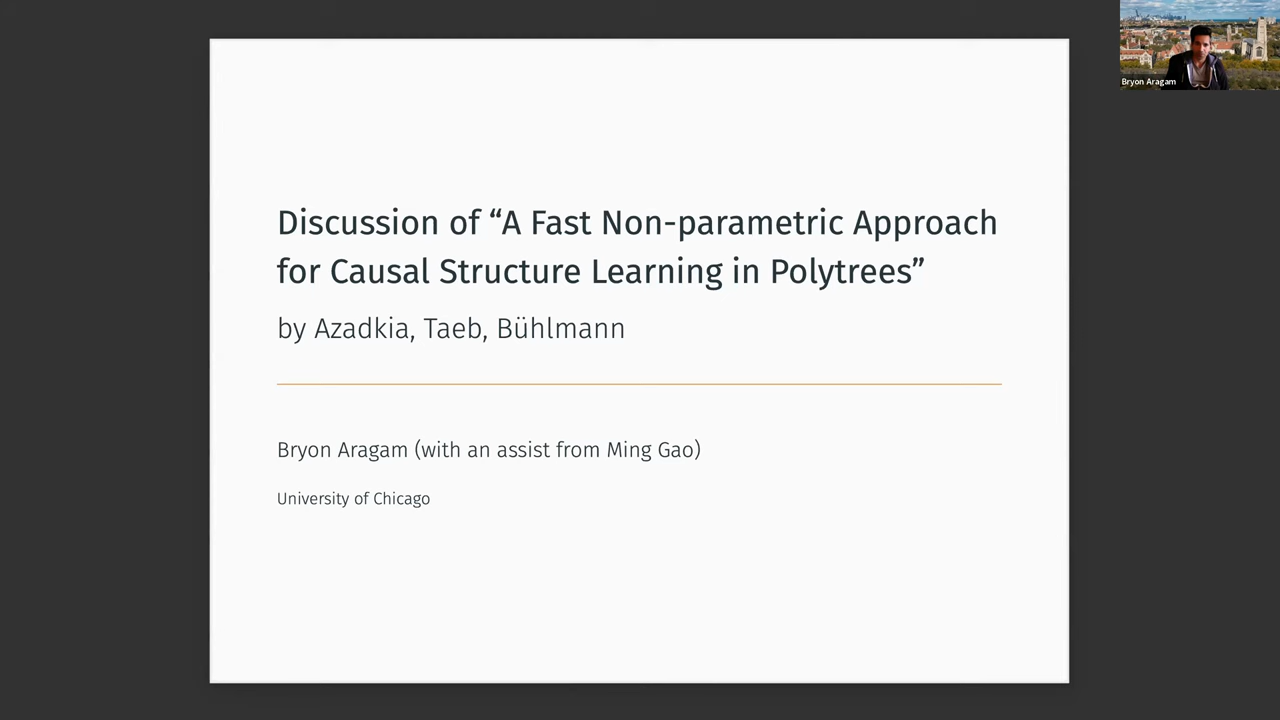 Discussion of “A Fast Non-parametric Approach
for Causal Structure Learning in Polytrees”
by Azadkia, Taeb, Bühlmann
Bryon Aragam (with an assist from Ming Gao)
University of Chicago
Bryon Aragam